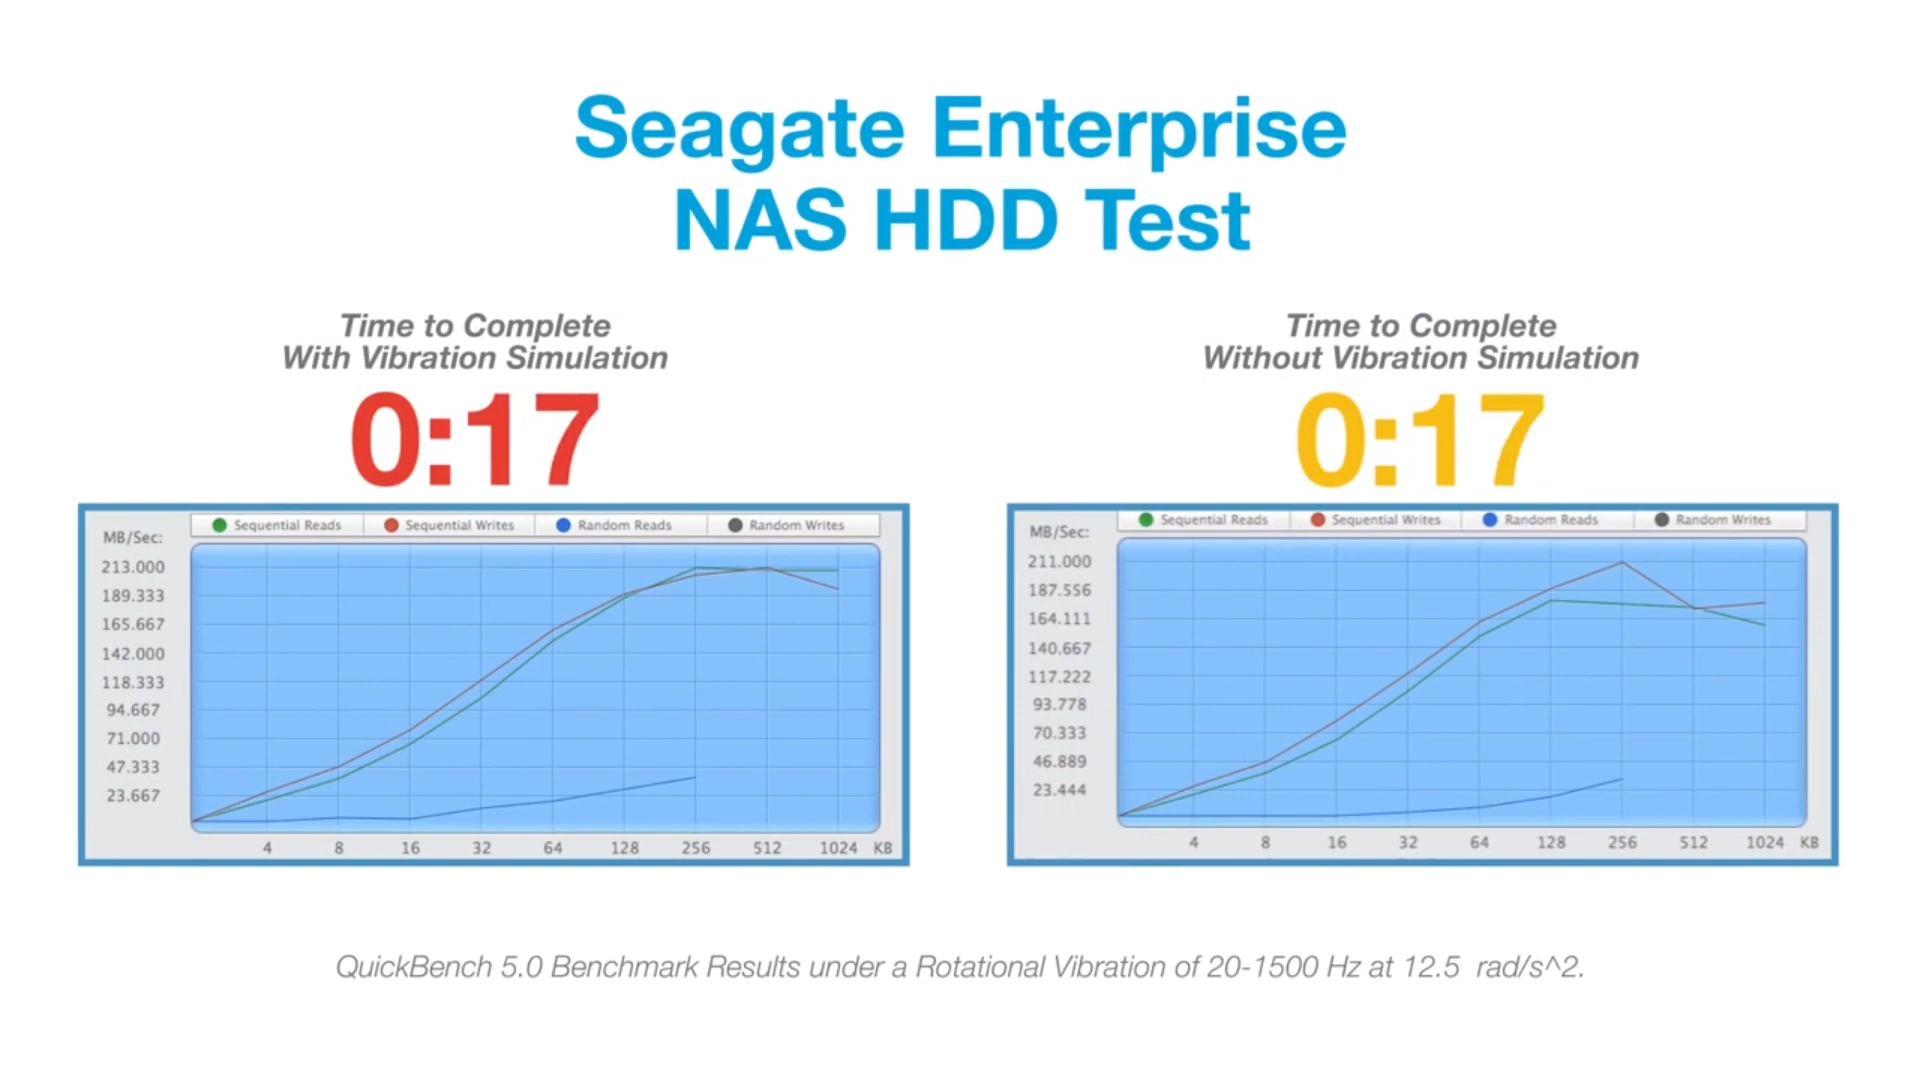 Seagate Enterprise
NAS HDD Test
Time to Complete
With Vibration Simulation
0:17
Sequential Reads Sequential Writes Random Reads Random Writes
MB/Sec:
213.000
189.333
165.667
142.000
118.333
94.667
71.000
47.333
23.667
4 8 16 32 64 128 256 512 1024 KB
Time to Complete
Without Vibration Simulation
0:17
Sequential Reads Sequential Writes Random Reads Random Writes
MB/Sec:
211.000
187.556
164.111
140.667
117.222
93.778
70.333
46.889
23.444
4 8 16 32 64 128 256 512 1024 KB
QuickBench 5.0 Benchmark Results under a Rotational Vibration of 20-1500 Hz at 12.5 rad/s^2.